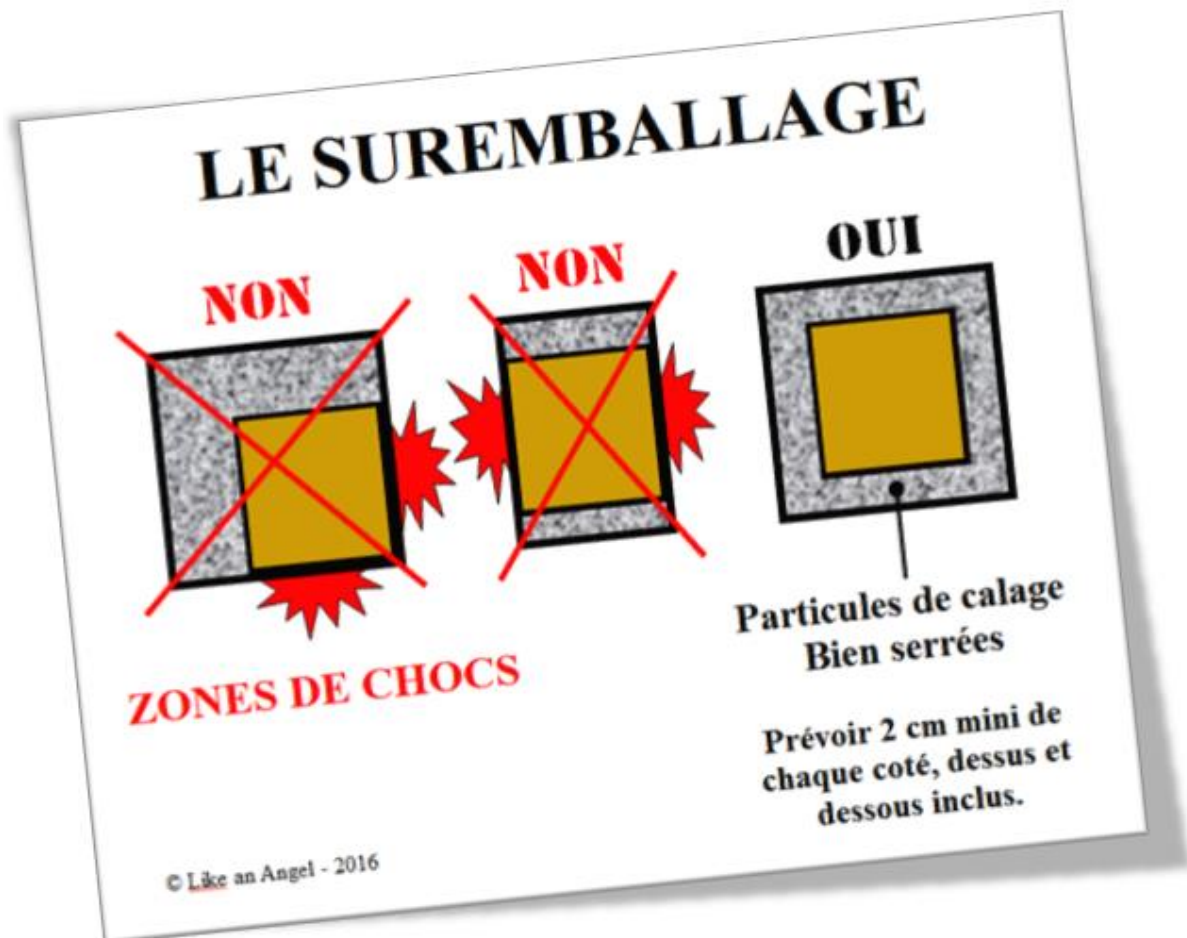 LE SUREMBALLAGE
NON
NON
OUI
ZONES DE CHOCS
Particules de calage
Bien serrées
Prévoir 2 cm mini de
chaque coté, dessus et
dessous inclus.
© Like an Angel - 2016